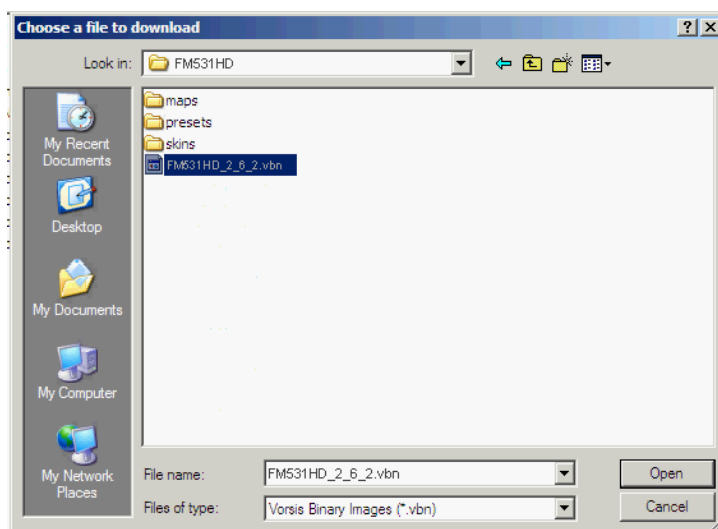 Choose a file to download
Look in: FM531HD
maps
presets
skins
FM531HD_2_6_2.vbn
My Recent
Documents
Desktop
My Documents
My Computer
My Network
Places
File name: FM531HD_2_6_2.vbn Open
Files of type: Vorsis Binary Images (*.vbn) Cancel